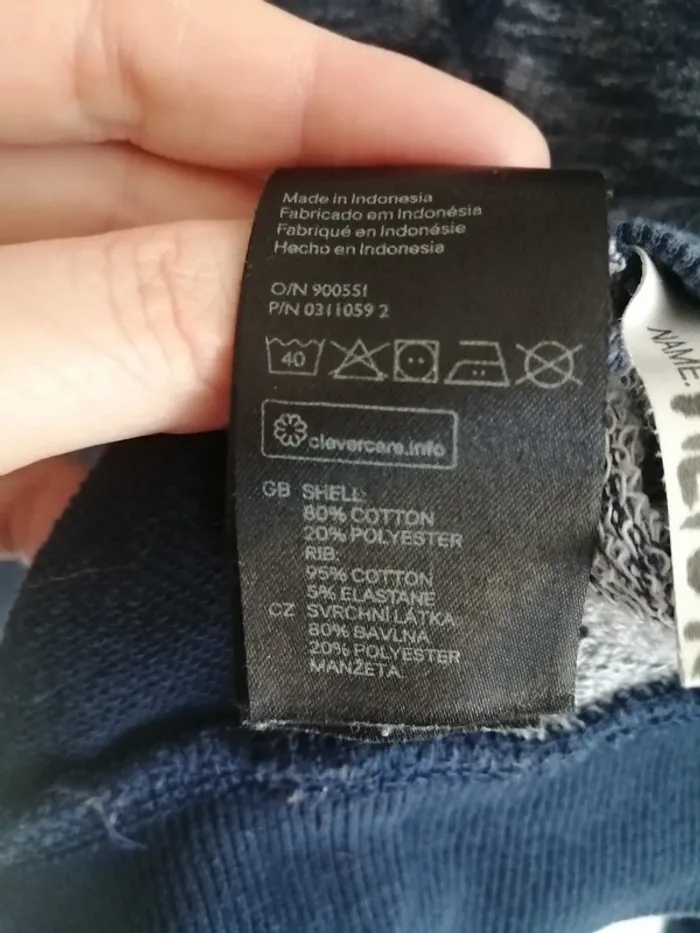 Made in Indonesia
Fabricado em Indonésia
Fabriqué en Indonésie
Hecho en Indonesia
O/N 900551
P/N 0311059 2
40
clevercare.info
GB SHELL:
80% COTTON
20% POLYESTER
RIB:
95% COTTON
5% ELASTANE
CZ SVRCHNÍ LÁTKA:
80% BAVLNA
20% POLYESTER
MANŽETA:
NAME: